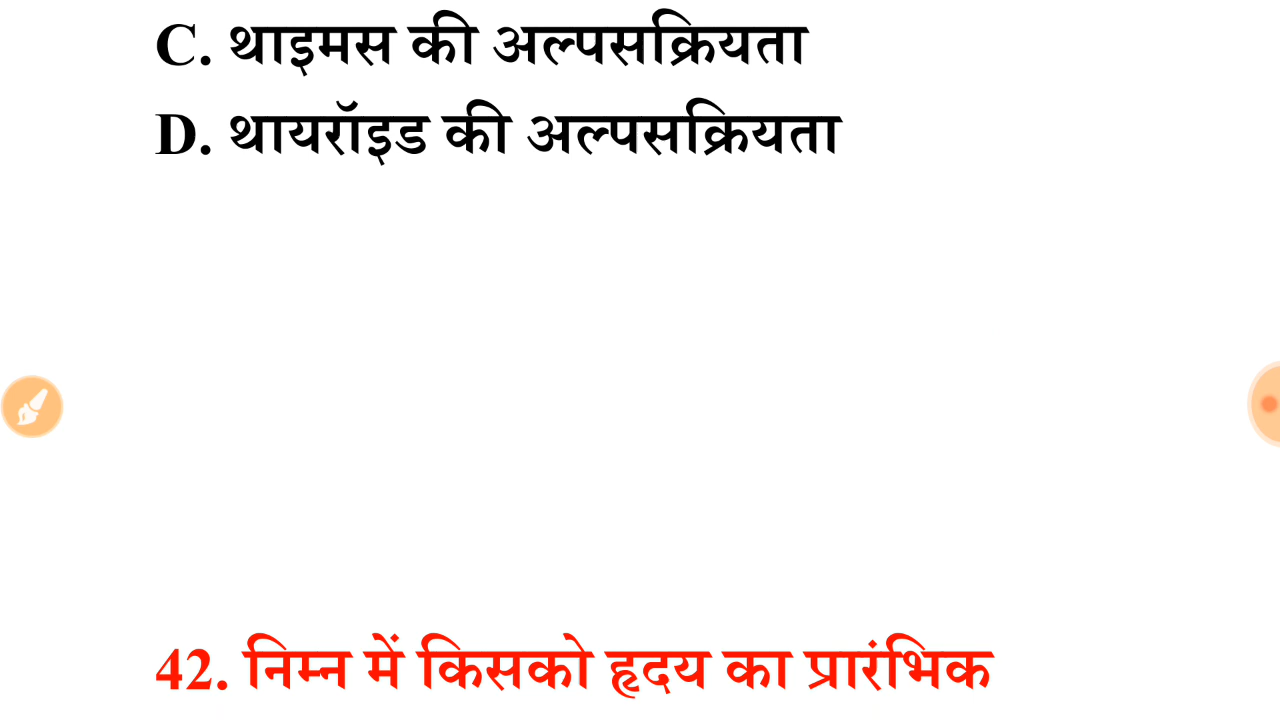 C. थाइमस की अल्पसक्रियता
D. थायरॉइड की अल्पसक्रियता
42. निम्न में किसको हृदय का प्रारंभिक